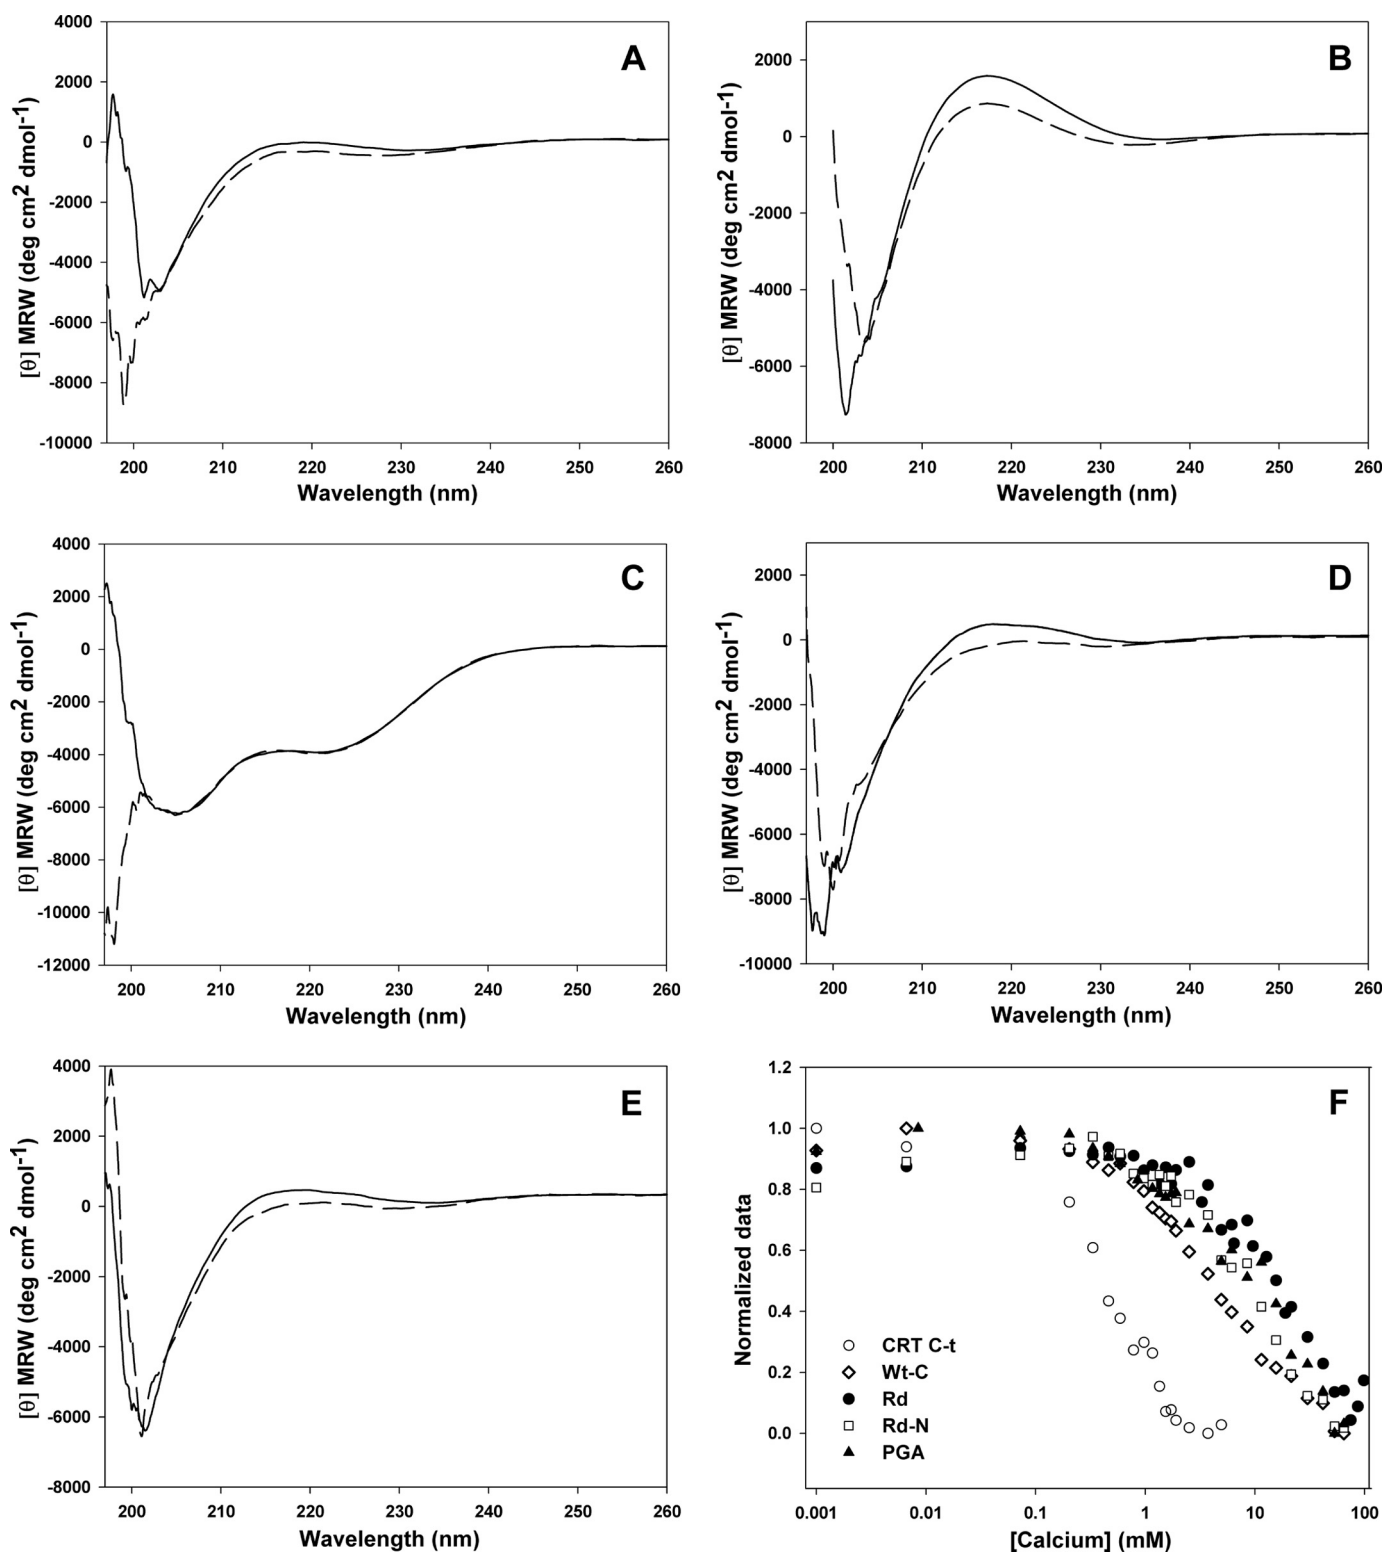 A
4000
2000
0
-2000
-4000
-6000
-8000
-10000
[θ] MRW (deg cm2 dmol-1)
200 210 220 230 240 250 260
Wavelength (nm)
B
2000
0
-2000
-4000
-6000
-8000
[θ] MRW (deg cm2 dmol-1)
200 210 220 230 240 250 260
Wavelength (nm)
C
4000
2000
0
-2000
-4000
-6000
-8000
-10000
-12000
[θ] MRW (deg cm2 dmol-1)
200 210 220 230 240 250 260
Wavelength (nm)
D
2000
0
-2000
-4000
-6000
-8000
-10000
[θ] MRW (deg cm2 dmol-1)
200 210 220 230 240 250 260
Wavelength (nm)
E
4000
2000
0
-2000
-4000
-6000
-8000
[θ] MRW (deg cm2 dmol-1)
200 210 220 230 240 250 260
Wavelength (nm)
F
1.2
1.0
0.8
0.6
0.4
0.2
0.0
Normalized data
CRT C-t
Wt-C
Rd
Rd-N
PGA
0.001 0.01 0.1 1 10 100
[Calcium] (mM)